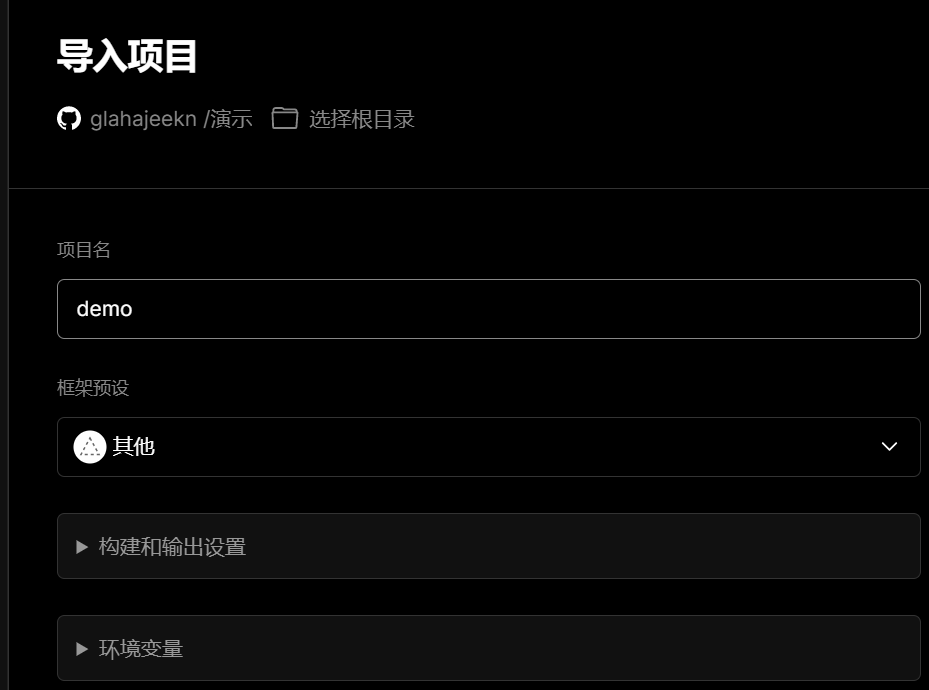 导入项目
glahajeekn /演示 选择根目录
项目名
demo
框架预设
其他
构建和输出设置
环境变量